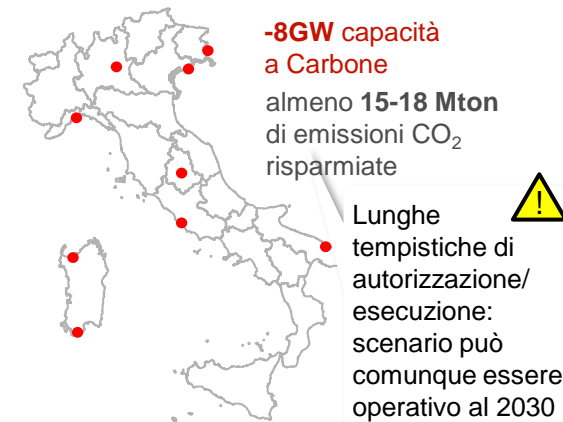 -8GW capacità
a Carbone
almeno 15-18 Mton
di emissioni CO₂
risparmiate
!
Lunghe
tempistiche di
autorizzazione/
esecuzione:
scenario può
comunque essere
operativo al 2030